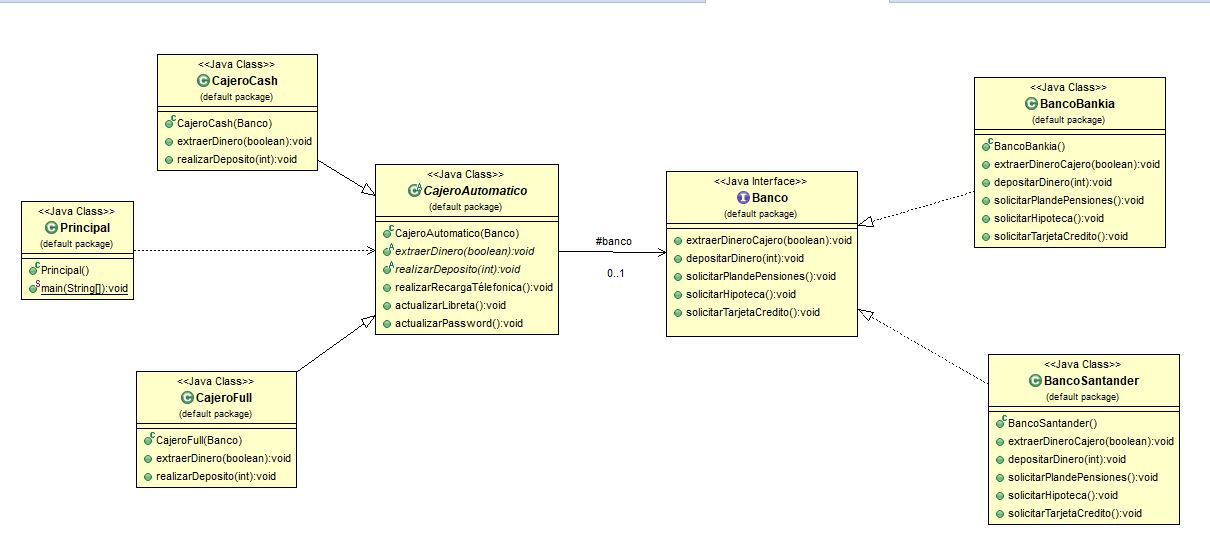 <<Java Class>>
CajeroCash
(default package)
CajeroCash(Banco)
extraerDinero(boolean):void
realizarDeposito(int):void
<<Java Class>>
Principal
(default package)
Principal()
main(String[]):void
<<Java Class>>
CajeroFull
(default package)
CajeroFull(Banco)
extraerDinero(boolean):void
realizarDeposito(int):void
<<Java Class>>
CajeroAutomatico
(default package)
CajeroAutomatico(Banco)
extraerDinero(boolean):void
realizarDeposito(int):void
realizarRecargaTélefonica():void
actualizarLibreta():void
actualizarPassword():void
#banco
0..1
<<Java Interface>>
Banco
(default package)
extraerDineroCajero(boolean):void
depositarDinero(int):void
solicitarPlandePensiones():void
solicitarHipoteca():void
solicitarTarjetaCredito():void
<<Java Class>>
BancoBankia
(default package)
BancoBankia()
extraerDineroCajero(boolean):void
depositarDinero(int):void
solicitarPlandePensiones():void
solicitarHipoteca():void
solicitarTarjetaCredito():void
<<Java Class>>
BancoSantander
(default package)
BancoSantander()
extraerDineroCajero(boolean):void
depositarDinero(int):void
solicitarPlandePensiones():void
solicitarHipoteca():void
solicitarTarjetaCredito():void